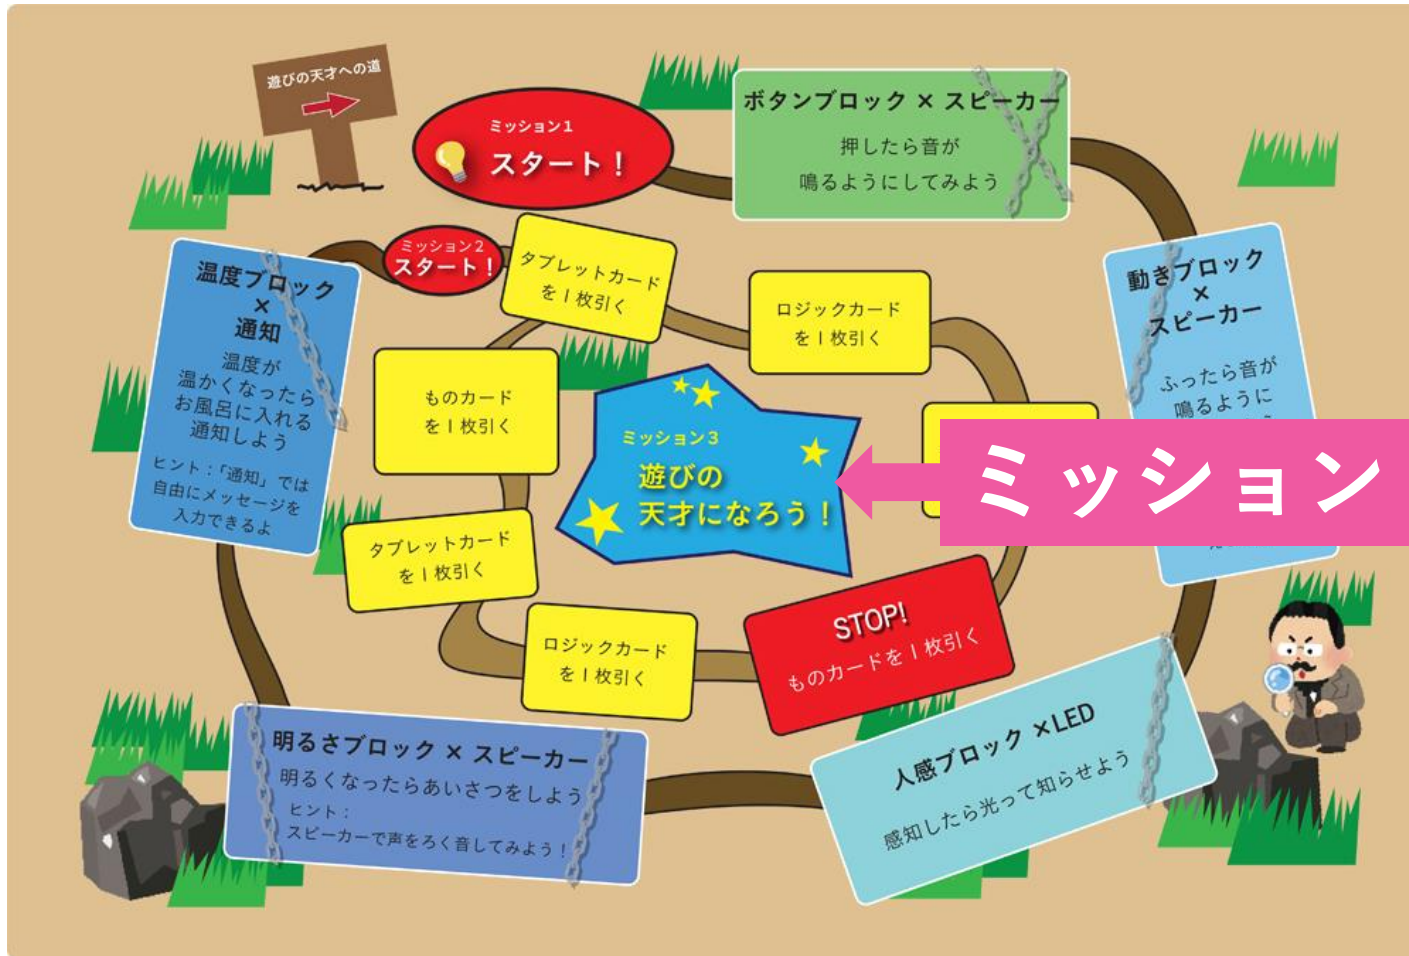 遊びの天才への道
ミッション1
スタート！
ボタンブロック × スピーカー
押したら音が
鳴るようにしてみよう
動きブロック
×
スピーカー
ふったら音が
鳴るように
人感ブロック ×LED
感知したら光って知らせよう
明るさブロック × スピーカー
明るくなったらあいさつをしよう
ヒント：
スピーカーで声をろく音してみよう！
温度ブロック
×
通知
温度が
温かくなったら
お風呂に入れる
通知しよう
ヒント：「通知」では
自由にメッセージを
入力できるよ
ミッション2
スタート！
タブレットカード
を1枚引く
ロジックカード
を1枚引く
STOP!
ものカードを1枚引く
ロジックカード
を1枚引く
タブレットカード
を1枚引く
ものカード
を1枚引く
ミッション3
遊びの
天才になろう！
ミッション